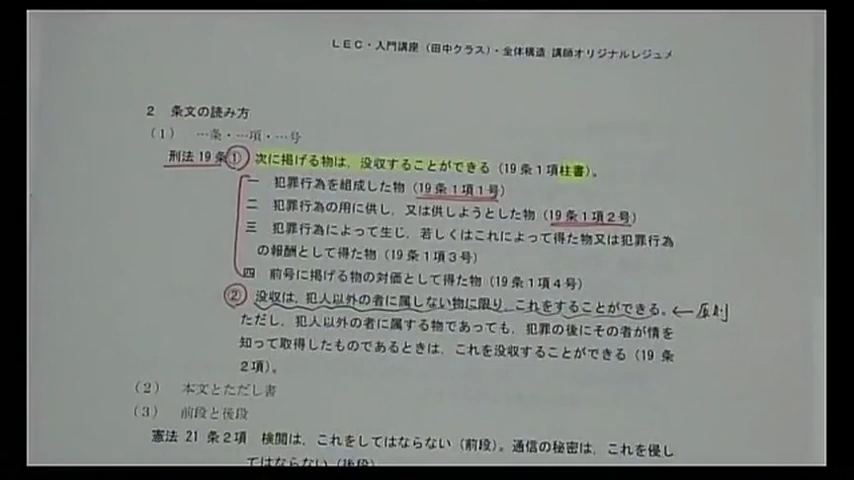 LEC・入門講座（田中クラス）・全体構造 講師オリジナルレジュメ
２ 条文の読み方
（１） …条・…項・…号
刑法 19 条① 次に掲げる物は、没収することができる（19 条１項柱書）。
一 犯罪行為を組成した物（19 条１項１号）
二 犯罪行為の用に供し、又は供しようとした物（19 条１項２号）
三 犯罪行為によって生じ、若しくはこれによって得た物又は犯罪行為
の報酬として得た物（19 条１項３号）
四 前号に掲げる物の対価として得た物（19 条１項４号）
② 没収は、犯人以外の者に属しない物に限り、これをすることができる。←原則
ただし、犯人以外の者に属する物であっても、犯罪の後にその者が情を
知って取得したものであるときは、これを没収することができる（19 条
２項）。
（２） 本文とただし書
（３） 前段と後段
憲法 21 条２項 検閲は、これをしてはならない（前段）。通信の秘密は、これを侵し
てはならない（後段）